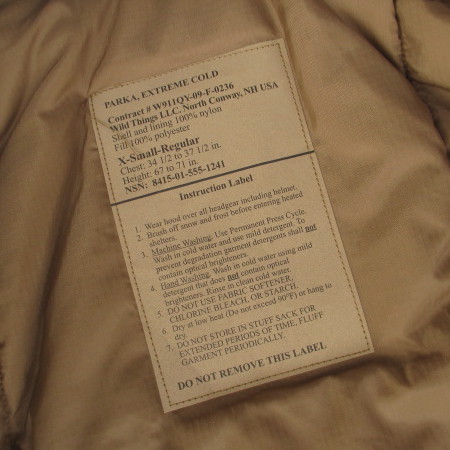 PARKA, EXTREME COLD
Contract # W911QY-09-F-0236
Wild Things LLC. North Conway, NH USA
Shell and lining 100% nylon
Fill 100% polyester
X-Small-Regular
Chest: 34 1/2 to 37 1/2 in.
Height: 67 to 71 in.
NSN: 8415-01-555-1241
Instruction Label
1. Wear hood over all headgear including helmet.
2. Brush off snow and frost before entering heated
shelters.
3. Machine Washing. Use Permanent Press Cycle.
Wash in cold water and use mild detergent. To
prevent degradation garment detergents shall not
contain optical brighteners.
4. Hand Washing. Wash in cold water using mild
detergent that does not contain optical
brighteners. Rinse in clean cold water.
5. DO NOT USE FABRIC SOFTENER,
CHLORINE BLEACH, OR STARCH.
6. Dry at low heat (Do not exceed 90°F) or hang to
dry.
7. DO NOT STORE IN STUFF SACK FOR
EXTENDED PERIODS OF TIME, FLUFF
GARMENT PERIODICALLY.
DO NOT REMOVE THIS LABEL